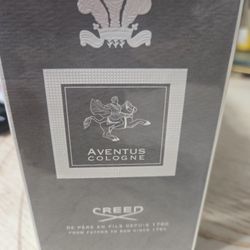 AVENTUS
COLOGNE
CREED
DE PÈRE EN FILS DEPUIS 1760
FROM FATHER TO SON SINCE 1760